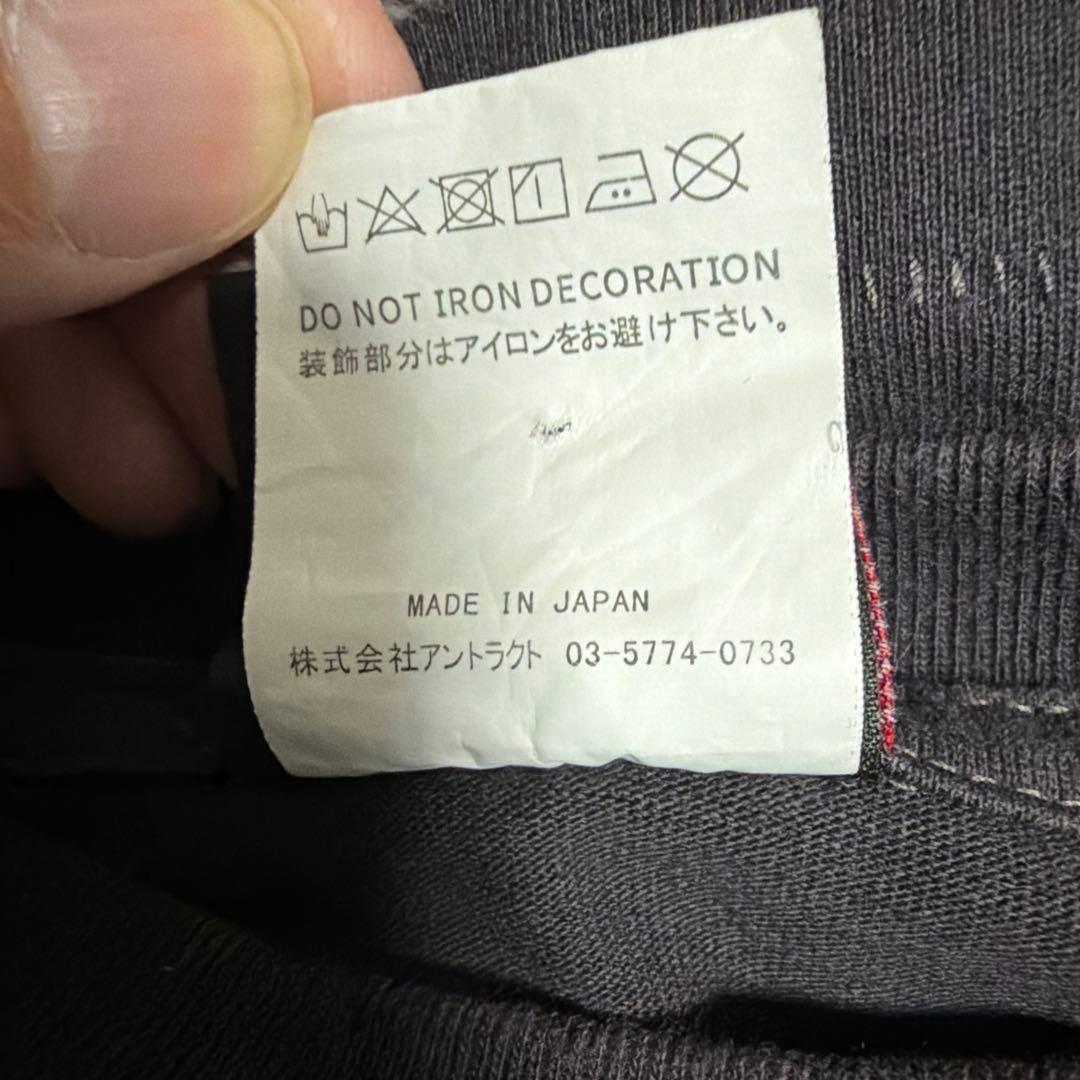 DO NOT IRON DECORATION
装飾部分はアイロンをお避け下さい。
MADE IN JAPAN
株式会社アントラクト 03-5774-0733